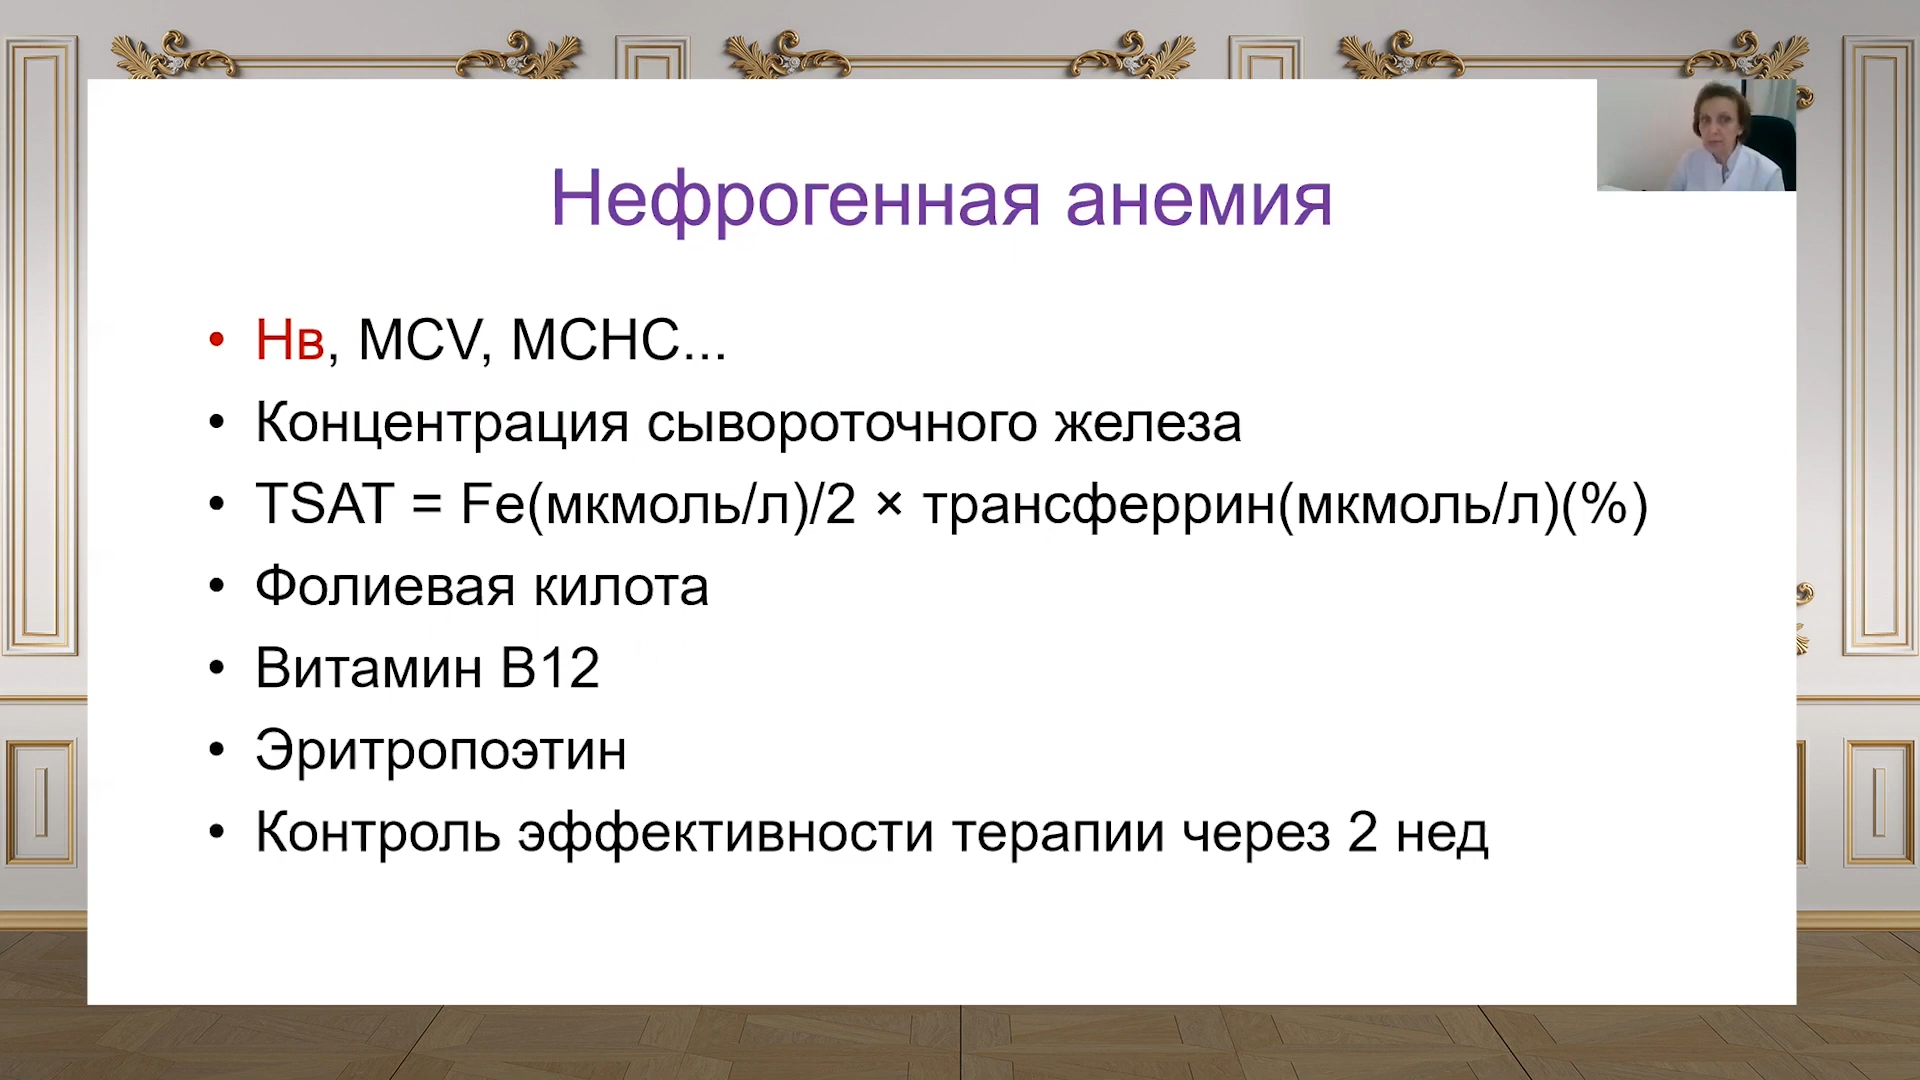 Нефрогенная анемия
• Нв, MCV, MCHC...
• Концентрация сывороточного железа
• TSAT = Fe(мкмоль/л)/2 × трансферрин(мкмоль/л)(%)
• Фолиевая килота
• Витамин В12
• Эритропоэтин
• Контроль эффективности терапии через 2 нед